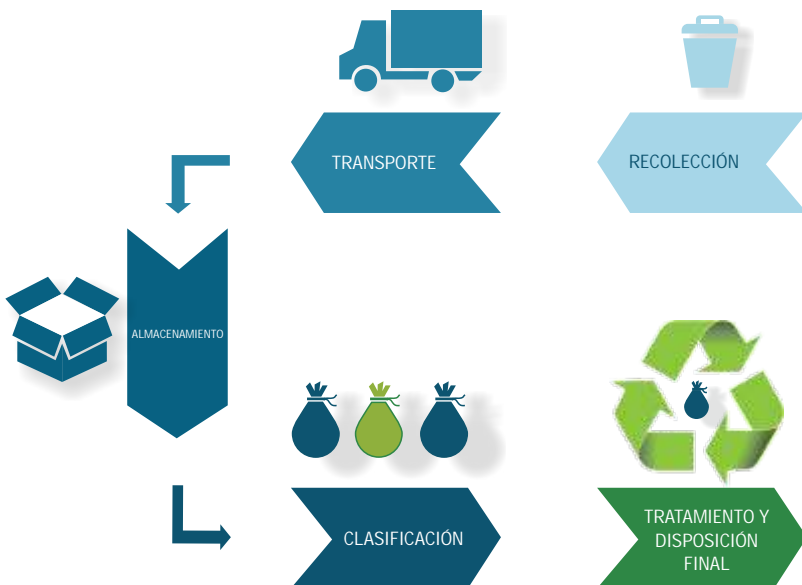 TRANSPORTE
RECOLECCIÓN
ALMACENAMIENTO
CLASIFICACIÓN
TRATAMIENTO Y
DISPOSICIÓN
FINAL